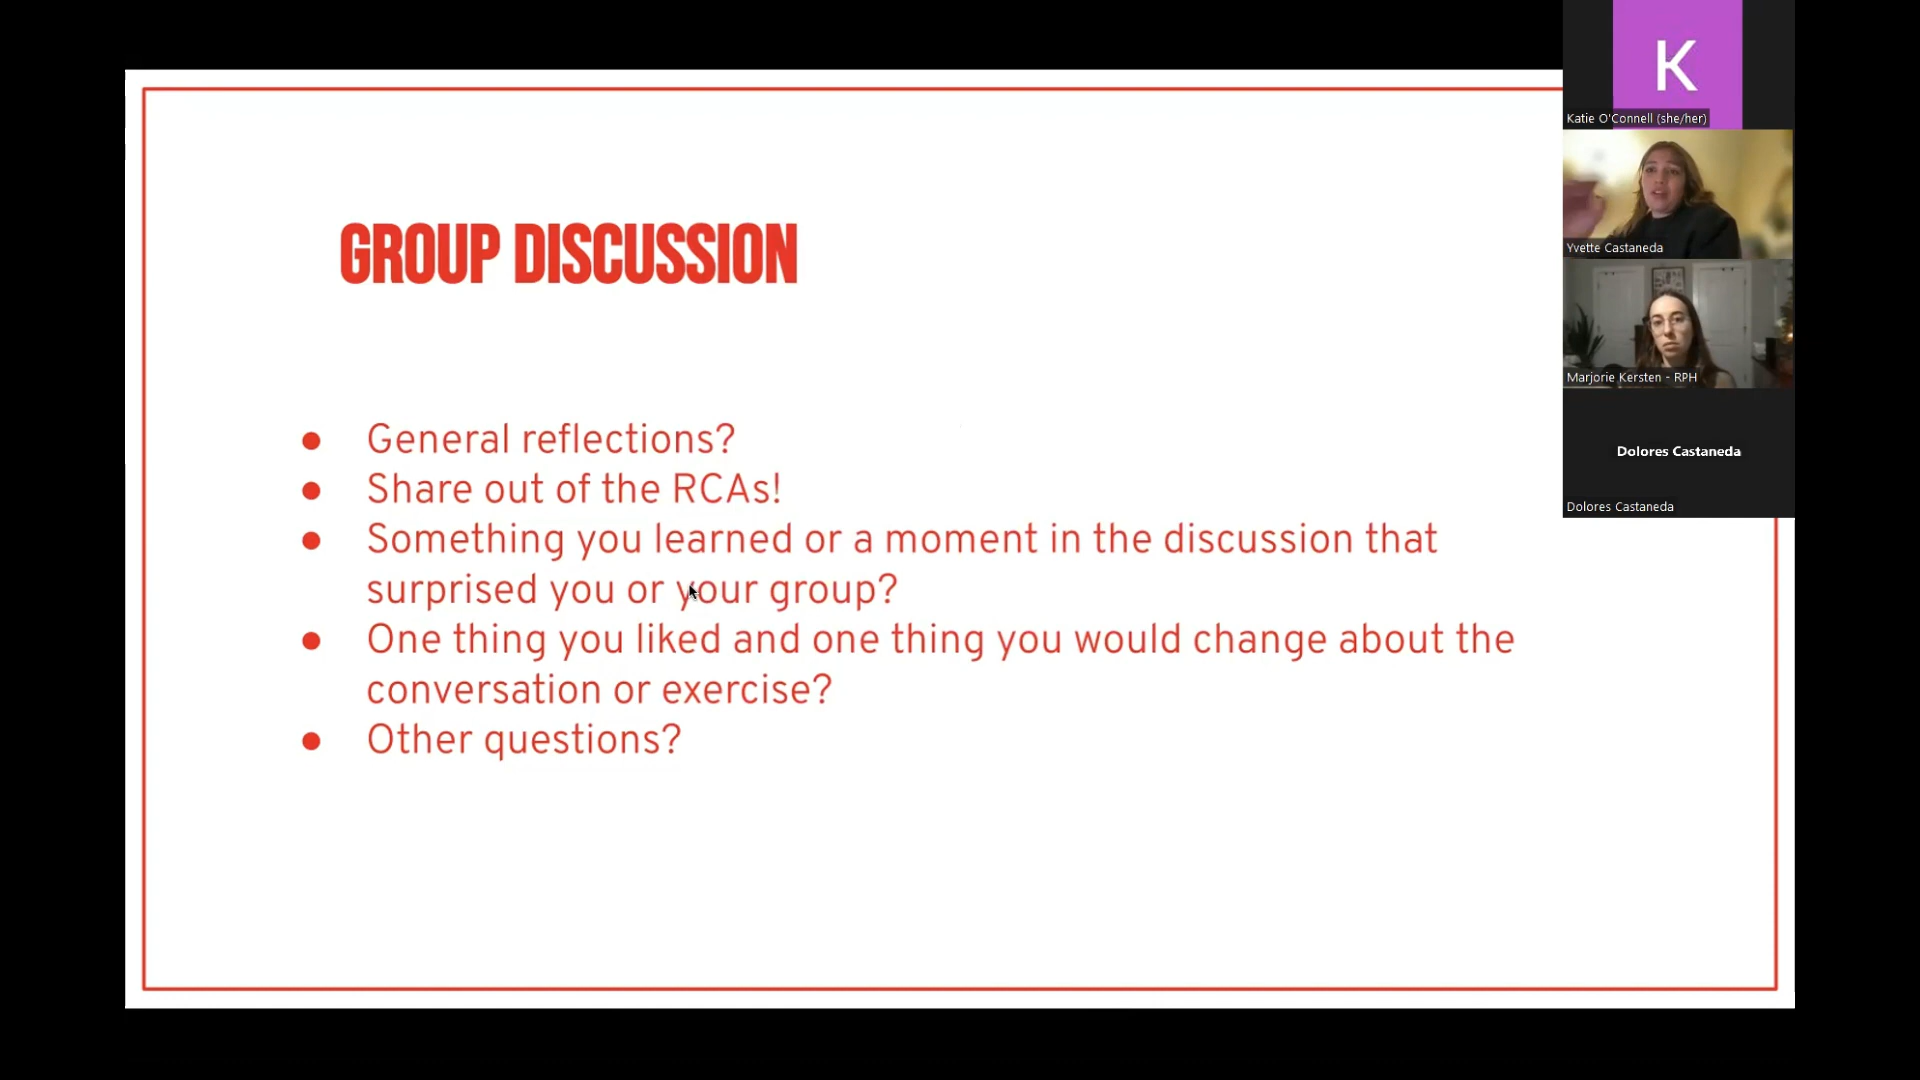 GROUP DISCUSSION
● General reflections?
● Share out of the RCAs!
● Something you learned or a moment in the discussion that
surprised you or your group?
● One thing you liked and one thing you would change about the
conversation or exercise?
● Other questions?
K
Katie O'Connell (she/her)
Yvette Castaneda
Marjorie Kersten - RPH
Dolores Castaneda
Dolores Castaneda